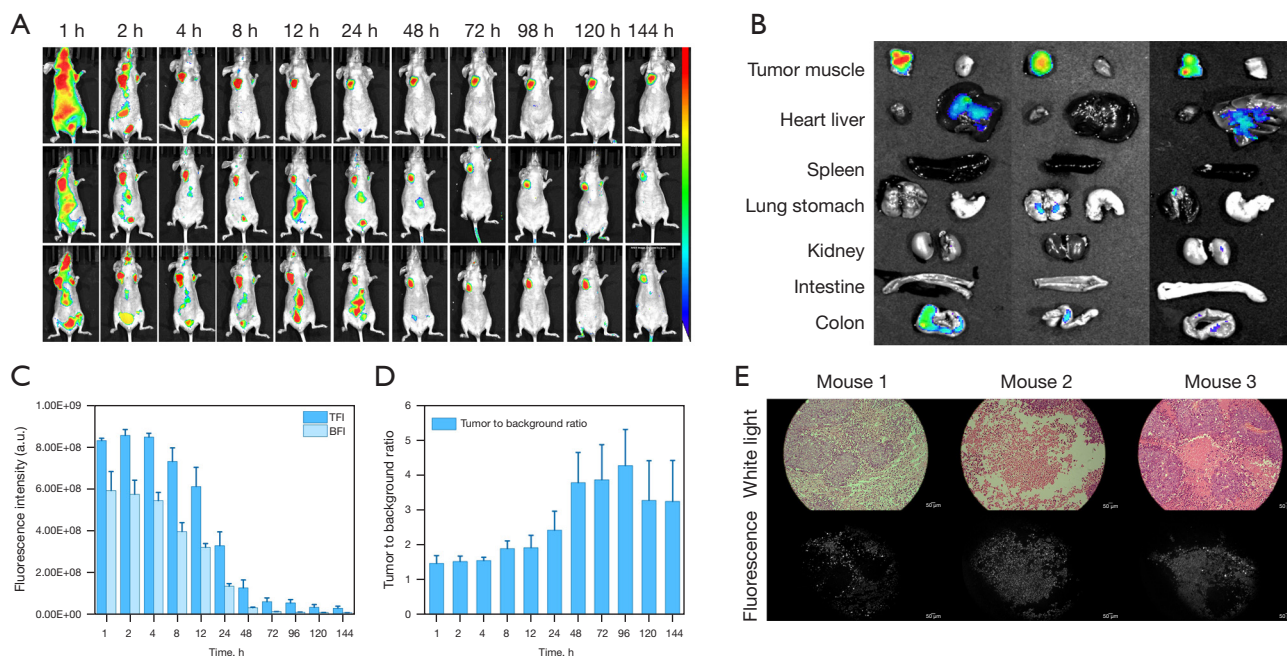 A
1 h 2 h 4 h 8 h 12 h 24 h 48 h 72 h 98 h 120 h 144 h
B
Tumor muscle
Heart liver
Spleen
Lung stomach
Kidney
Intestine
Colon
C
Fluorescence intensity (a.u.)
1.00E+09
8.00E+08
6.00E+08
4.00E+08
2.00E+08
0.00E+00
TFI
BFI
1 2 4 8 12 24 48 72 96 120 144
Time, h
D
Tumor to background ratio
6
5
4
3
2
1
0
Tumor to background ratio
1 2 4 8 12 24 48 72 96 120 144
Time, h
E
Mouse 1 Mouse 2 Mouse 3
White light
50 μm 50 μm 50
Fluorescence
50 μm 50 μm 50